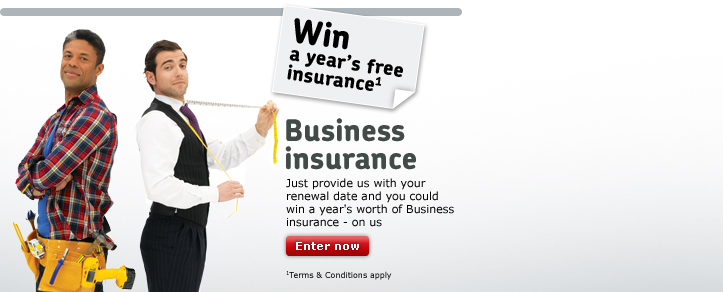 Win
a year's free
insurance¹
Business
insurance
Just provide us with your
renewal date and you could
win a year's worth of Business
insurance - on us
Enter now
¹Terms & Conditions apply